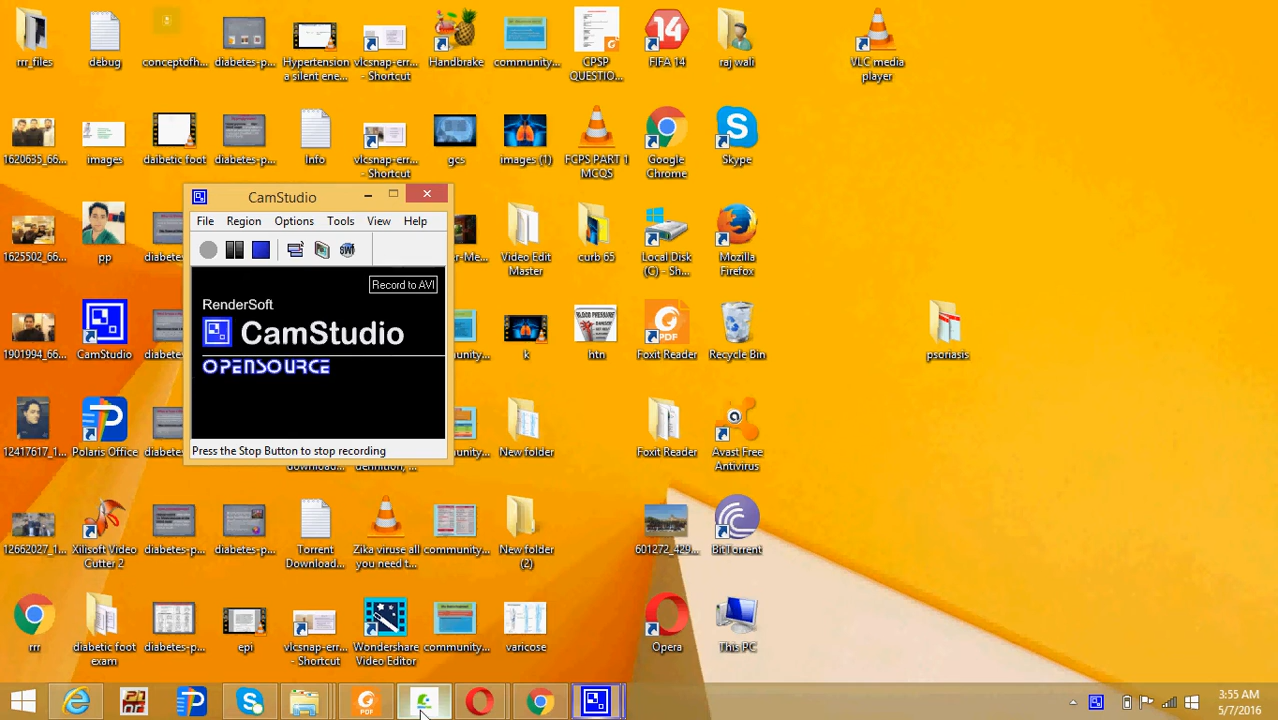 rrr_files
debug
conceptofh...
diabetes-p...
Hypertension a silent ene...
vlcsnap-err... - Shortcut
Handbrake
community...
CPSP QUESTIO...
FIFA 14
raj wali
VLC media player
1620635_66...
images
daibetic foot
diabetes-p...
Info
vlcsnap-err... - Shortcut
gcs
images (1)
FCPS PART 1 MCQS
Google Chrome
Skype
1625502_66...
pp
Video Edit Master
curb 65
Local Disk (C) - Sh...
Mozilla Firefox
CamStudio
File Region Options Tools View Help
Record to AVI
RenderSoft
CamStudio
OPENSOURCE
Press the Stop Button to stop recording
1901994_66...
CamStudio
k
htn
Foxit Reader
Recycle Bin
psoriasis
12417617_1...
Polaris Office
New folder
Foxit Reader
Avast Free Antivirus
12662027_1...
Xilisoft Video Cutter 2
diabetes-p...
diabetes-p...
Torrent Download...
Zika viruse all you need t...
community...
New folder (2)
601272_429...
BitTorrent
rrr
diabetic foot exam
diabetes-p...
epi
vlcsnap-err... - Shortcut
Wondershare Video Editor
community...
varicose
Opera
This PC
3:55 AM
5/7/2016